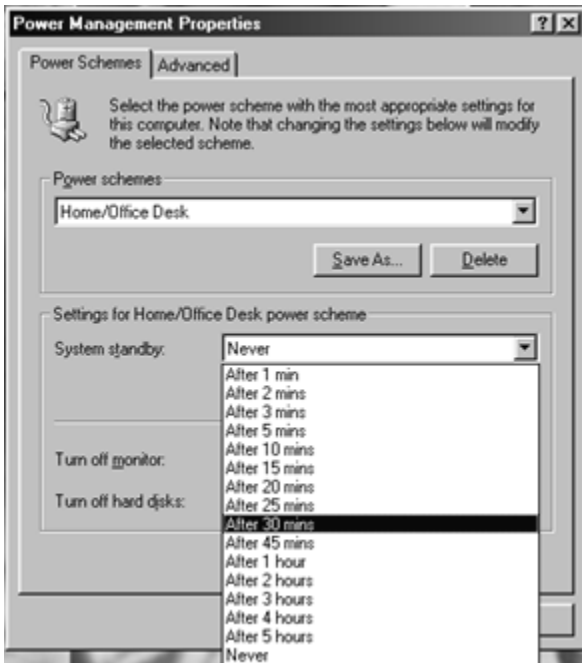 Power Management Properties
Power Schemes
Advanced
Select the power scheme with the most appropriate settings for
this computer. Note that changing the settings below will modify
the selected scheme.
Power schemes
Home/Office Desk
Save As...
Delete
Settings for Home/Office Desk power scheme
System standby:
Never
After 1 min
After 2 mins
After 3 mins
After 5 mins
After 10 mins
After 15 mins
After 20 mins
After 25 mins
After 30 mins
After 45 mins
After 1 hour
After 2 hours
After 3 hours
After 4 hours
After 5 hours
Never
Turn off monitor:
Turn off hard disks: